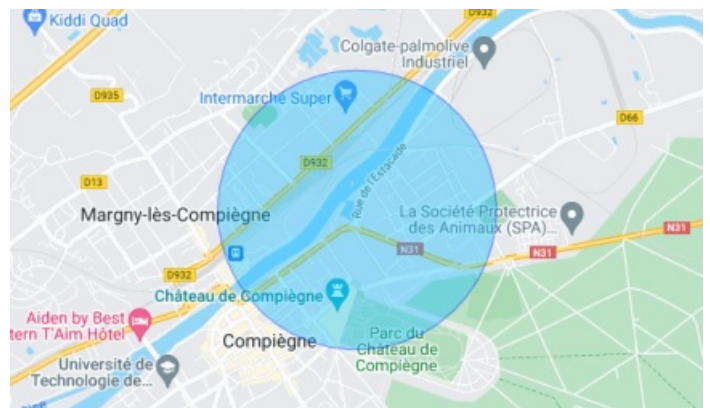 Kiddi Quad
D932
Colgate-palmolive
Industriel
D935
Intermarché Super
D66
D932
Rue de l'Estacade
D13
Margny-lès-Compiègne
La Société Protectrice
des Animaux (SPA)...
N31
N31
N31
D932
Château de Compiègne
Aiden by Best
tern T'Aim Hôtel
Compiègne
Parc du
Château de
Compiègne
Université de
Technologie de...